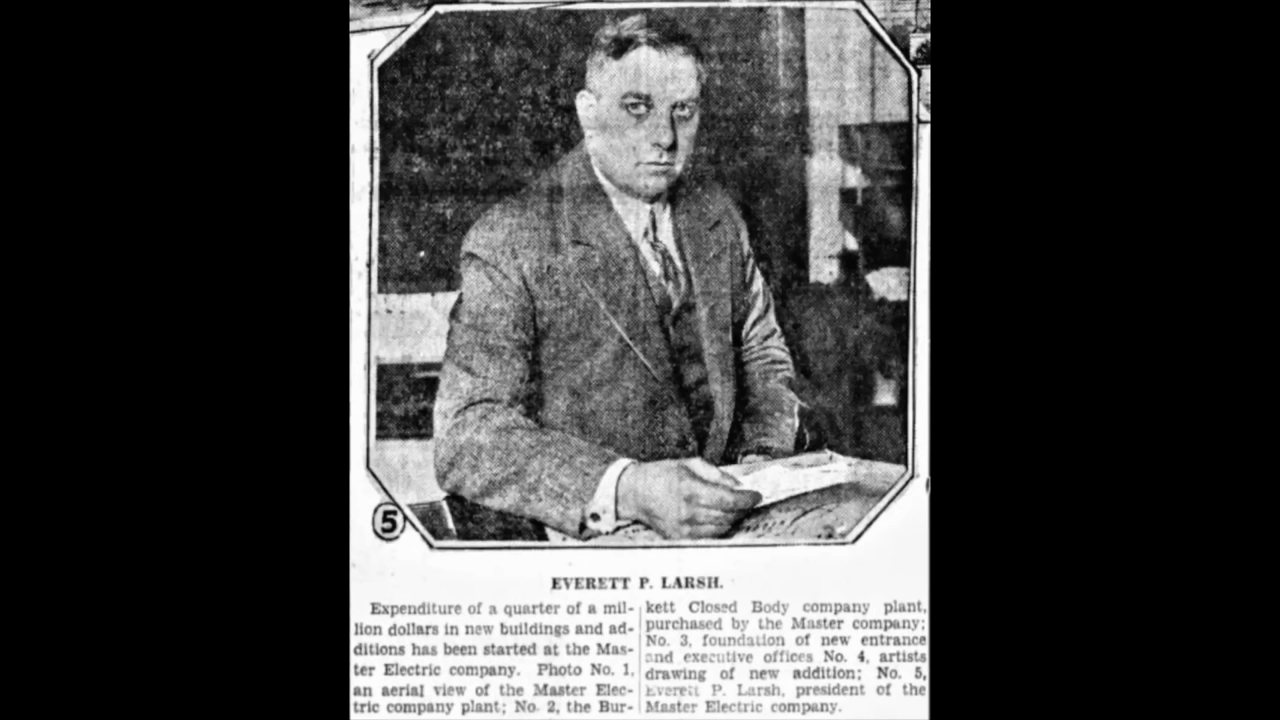 5
EVERETT P. LARSH.
Expenditure of a quarter of a mil-
lion dollars in new buildings and ad-
ditions has been started at the Mas-
ter Electric company. Photo No. 1,
an aerial view of the Master Elec-
tric company plant; No. 2, the Bur-
kett Closed Body company plant,
purchased by the Master company;
No. 3, foundation of new entrance
and executive offices No. 4, artists
drawing of new addition; No. 5,
Everett P. Larsh, president of the
Master Electric company.